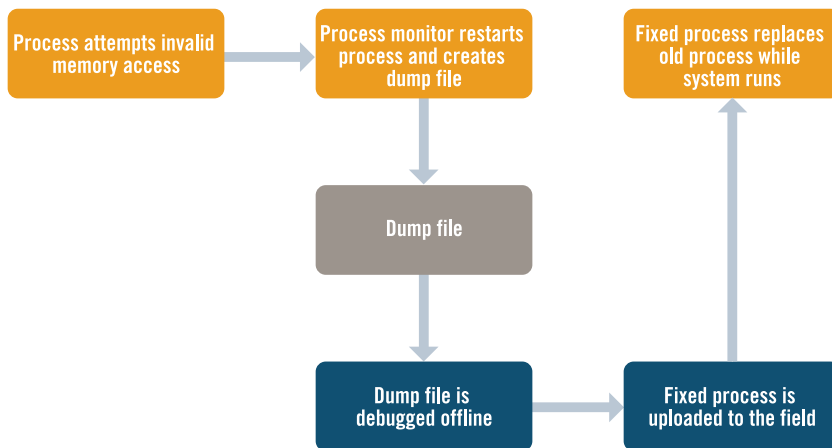 Process attempts invalid
memory access
Process monitor restarts
process and creates
dump file
Fixed process replaces
old process while
system runs
Dump file
Dump file is
debugged offline
Fixed process is
uploaded to the field